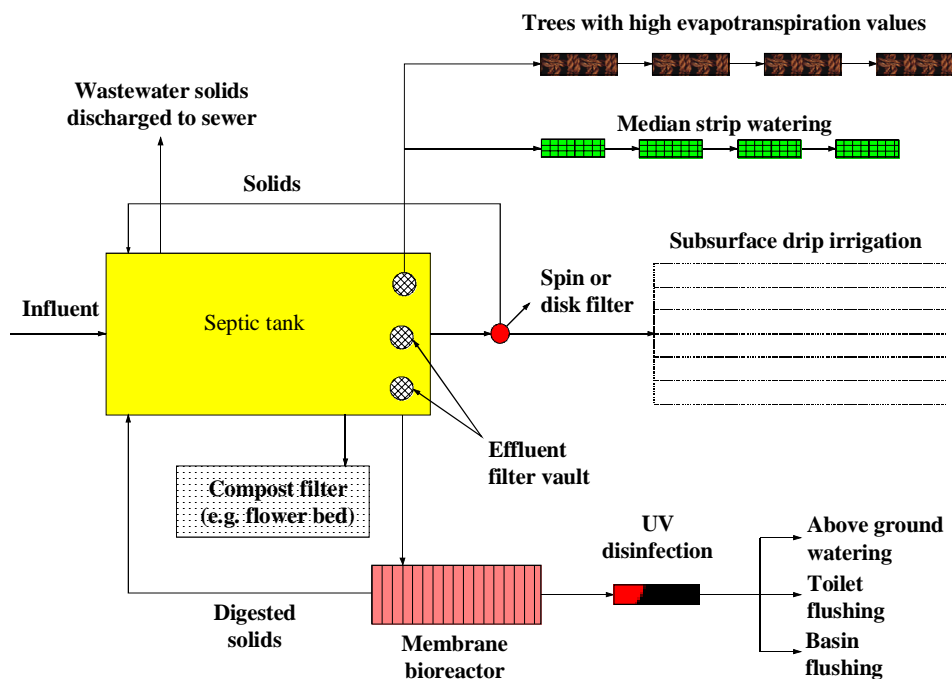 Trees with high evapotranspiration values
Wastewater solids
discharged to sewer
Median strip watering
Solids
Subsurface drip irrigation
Spin or
disk filter
Influent
Septic tank
Effluent
filter vault
Compost filter
(e.g. flower bed)
UV
disinfection
Above ground
watering
Toilet
flushing
Basin
flushing
Digested
solids
Membrane
bioreactor